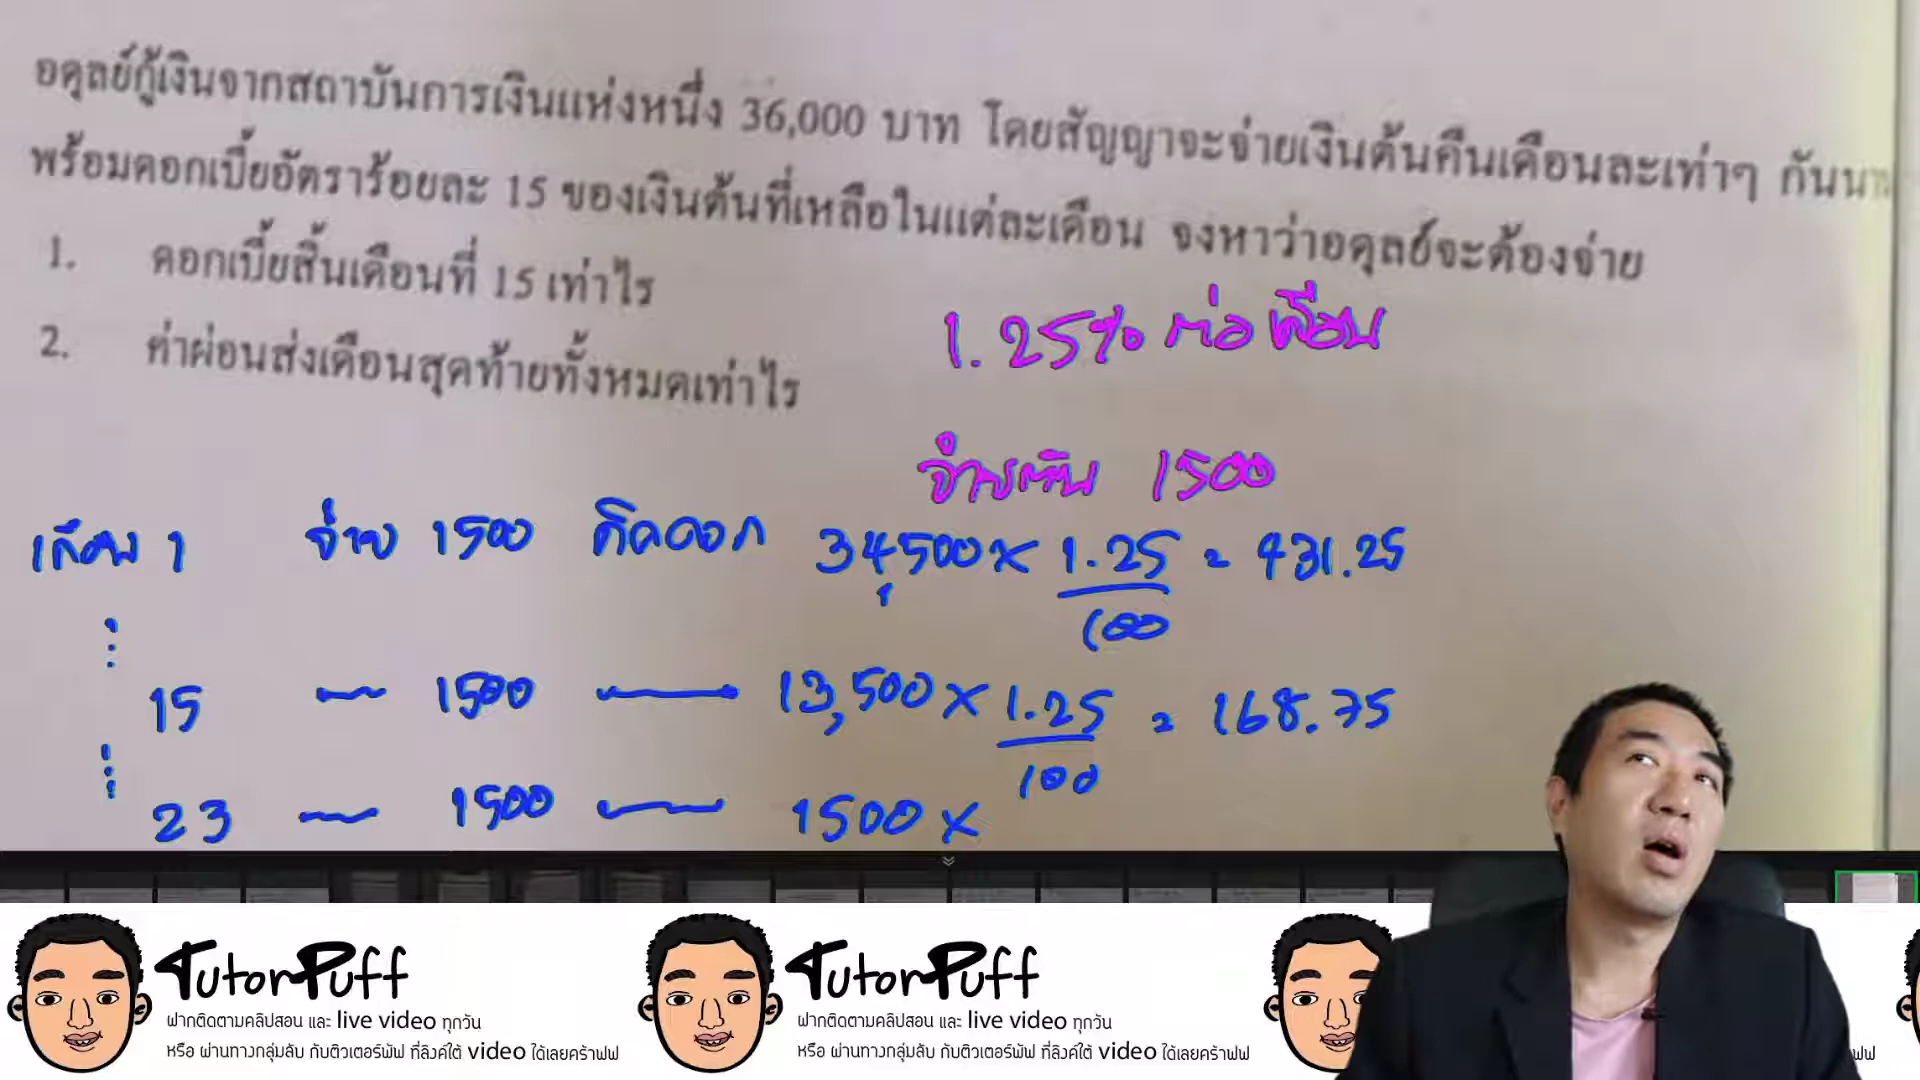 อดุลย์กู้เงินจากสถาบันการเงินแห่งหนึ่ง 36,000 บาท โดยสัญญาจะจ่ายเงินต้นคืนเดือนละเท่าๆ กันนาน
พร้อมดอกเบี้ยอัตราร้อยละ 15 ของเงินต้นที่เหลือในแต่ละเดือน จงหาว่าอดุลย์จะต้องจ่าย
1. ดอกเบี้ยสิ้นเดือนที่ 15 เท่าไร
2. ค่าผ่อนส่งเดือนสุดท้ายทั้งหมดเท่าไร
1.25% ต่อเดือน
จ่ายต้น 1500
เดือน 1 จ่าย 1500 คิดดอก 34,500 x 1.25 = 431.25
100
15 1500 13,500 x 1.25 = 168.75
100
23 1500 1500 x
TutorPuff TutorPuff
ฝากติดตามคลิปสอน และ live video ทุกวัน ฝากติดตามคลิปสอน และ live video ทุกวัน
หรือ ผ่านทางกลุ่มลับ กับติวเตอร์พัฟ ที่ลิงค์ใต้ video ได้เลยคร้าฟฟ หรือ ผ่านทางกลุ่มลับ กับติวเตอร์พัฟ ที่ลิงค์ใต้ video ได้เลยคร้าฟฟ ฟฟ